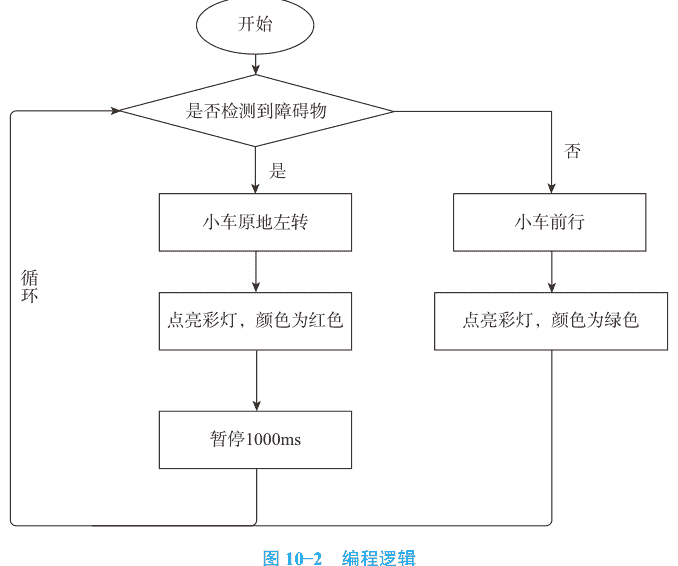 开始
是否检测到障碍物
是
否
小车原地左转
小车前行
循
环
点亮彩灯，颜色为红色
点亮彩灯，颜色为绿色
暂停1000ms
图 10-2 编程逻辑